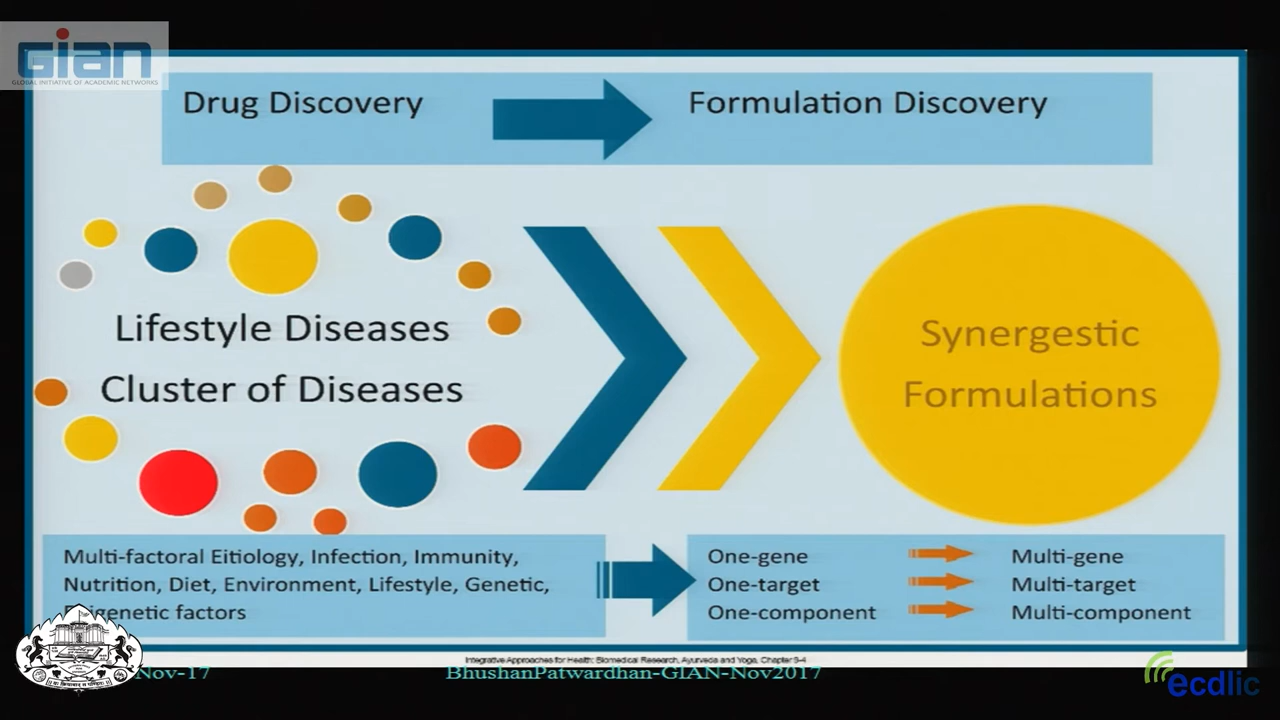 GIAN
GLOBAL INITIATIVE OF ACADEMIC NETWORKS
Drug Discovery
Formulation Discovery
Lifestyle Diseases
Cluster of Diseases
Synergestic
Formulations
Multi-factoral Eitiology, Infection, Immunity,
Nutrition, Diet, Environment, Lifestyle, Genetic,
genetic factors
One-gene
Multi-gene
One-target
Multi-target
One-component
Multi-component
Integrative Approaches for Health: Biomedical Research, Ayurveda and Yoga, Chapter 3-4
Nov-17
BhushanPatwardhan-GIAN-Nov2017
ecdlic